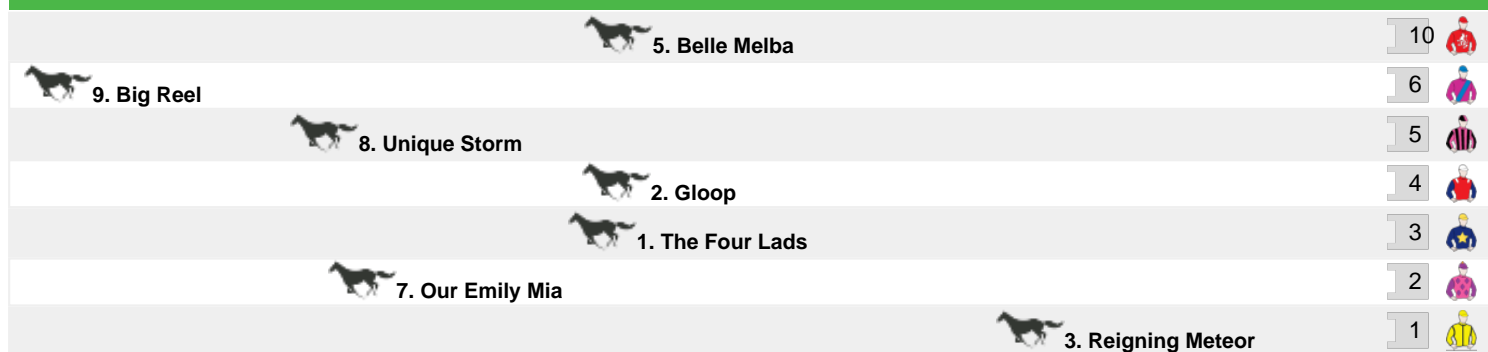 5. Belle Melba 10
9. Big Reel 6
8. Unique Storm 5
2. Gloop 4
1. The Four Lads 3
7. Our Emily Mia 2
3. Reigning Meteor 1